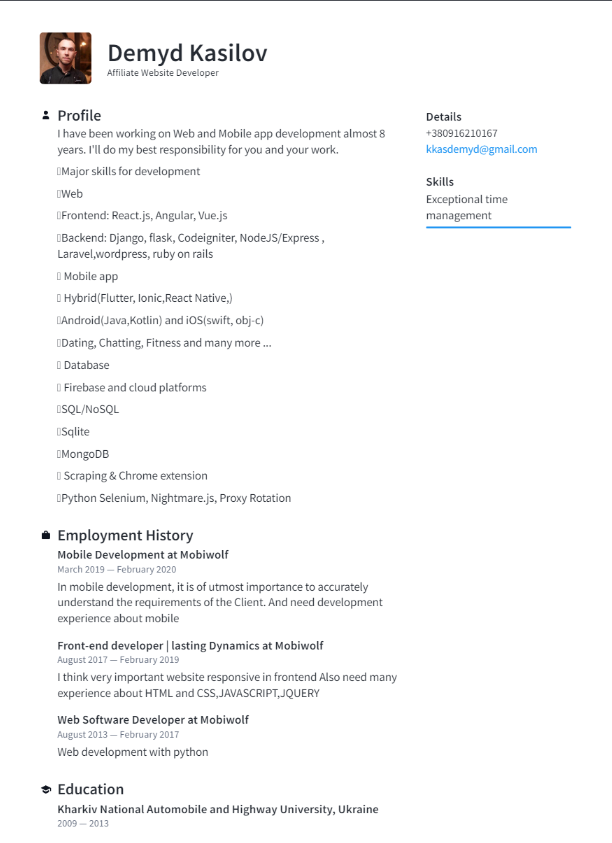 Demyd Kasilov
Affiliate Website Developer
Profile
I have been working on Web and Mobile app development almost 8
years. I'll do my best responsibility for you and your work.
Major skills for development
Web
Frontend: React.js, Angular, Vue.js
Backend: Django, flask, Codeigniter, NodeJS/Express ,
Laravel,wordpress, ruby on rails
Mobile app
Hybrid(Flutter, Ionic,React Native,)
Android(Java,Kotlin) and iOS(swift, obj-c)
Dating, Chatting, Fitness and many more ...
Database
Firebase and cloud platforms
SQL/NoSQL
Sqlite
MongoDB
Scraping & Chrome extension
Python Selenium, Nightmare.js, Proxy Rotation
Employment History
Mobile Development at Mobiwolf
March 2019 — February 2020
In mobile development, it is of utmost importance to accurately
understand the requirements of the Client. And need development
experience about mobile
Front-end developer | lasting Dynamics at Mobiwolf
August 2017 — February 2019
I think very important website responsive in frontend Also need many
experience about HTML and CSS,JAVASCRIPT,JQUERY
Web Software Developer at Mobiwolf
August 2013 — February 2017
Web development with python
Education
Kharkiv National Automobile and Highway University, Ukraine
2009 — 2013
Details
+380916210167
kkasdemyd@gmail.com
Skills
Exceptional time
management